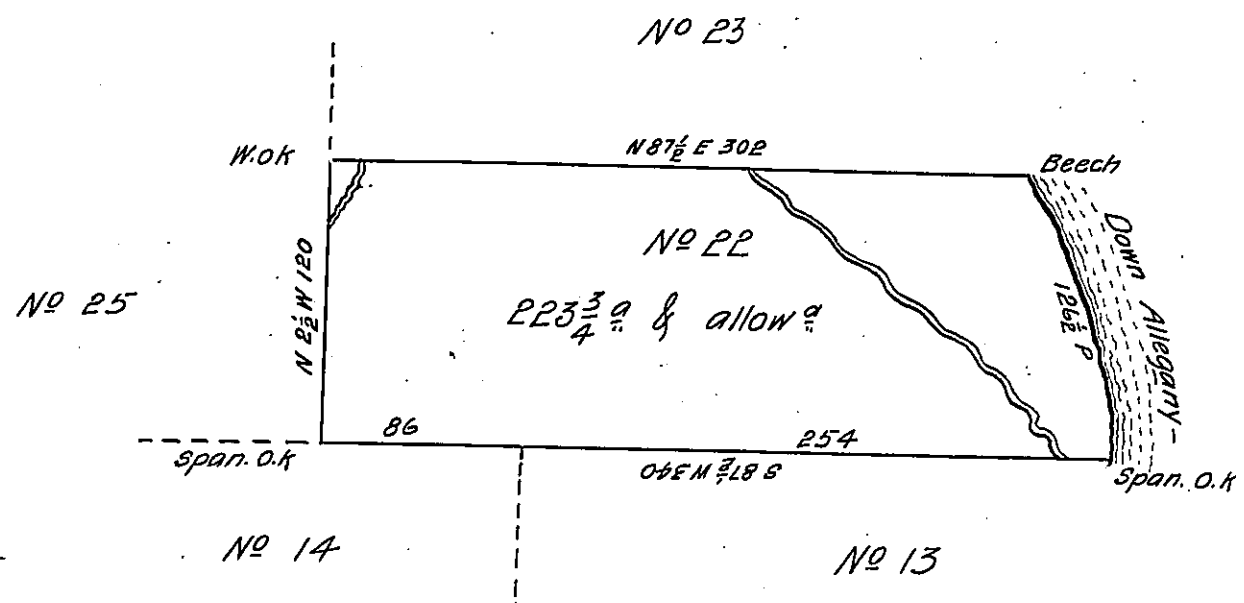 Nº 23
W.OK
N 87½ E 302
Beech
Down Allegany-
Nº 22
N 2½ W 120
Nº 25
223¾ a & allow a
126½ P
86
254
Span. O.K
S 87½ W 340
Span. O.K
Nº 14
Nº 13